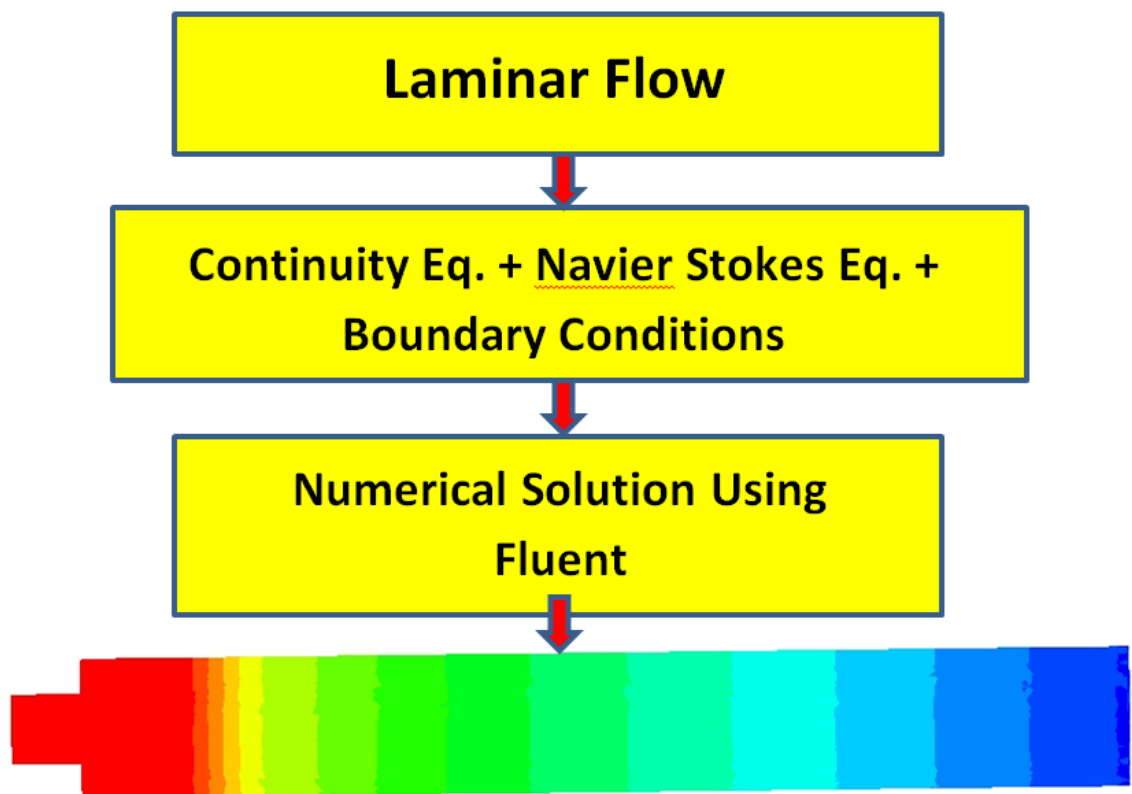 Laminar Flow
Continuity Eq. + Navier Stokes Eq. +
Boundary Conditions
Numerical Solution Using
Fluent